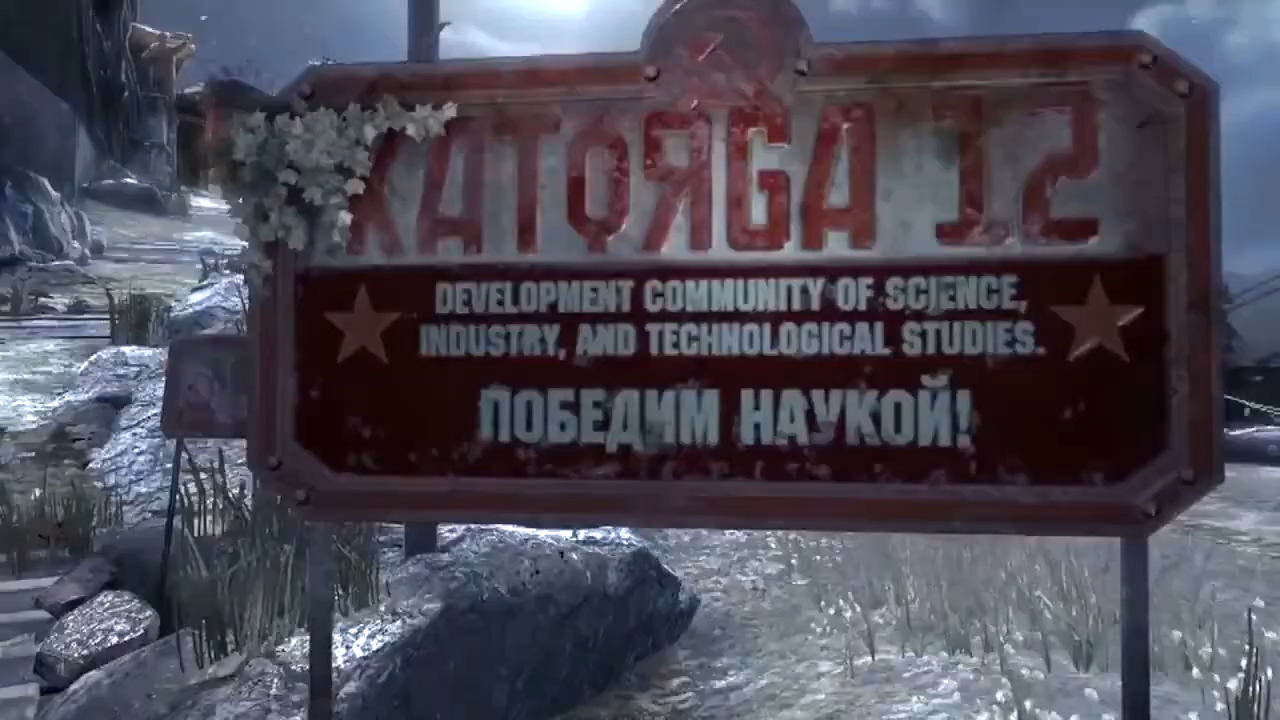 KATOЯGA 12
DEVELOPMENT COMMUNITY OF SCIENCE,
INDUSTRY, AND TECHNOLOGICAL STUDIES.
ПОБЕДИМ НАУКОЙ!